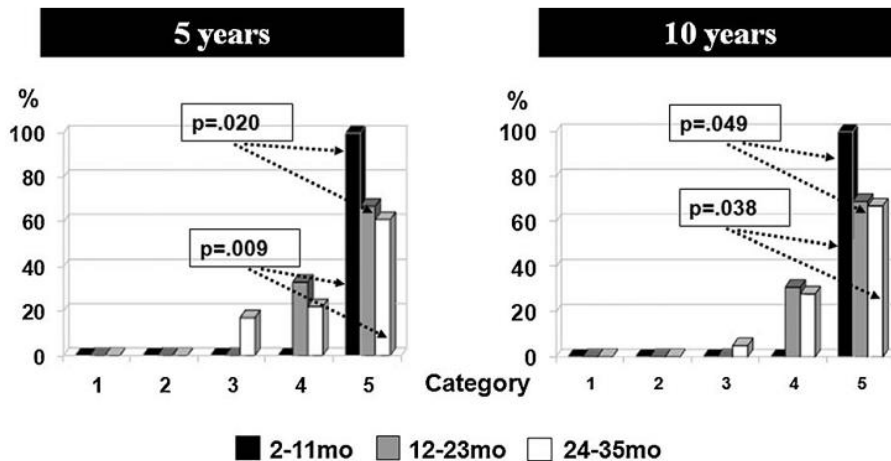 5 years
10 years
%
%
p=.020
p=.049
100
100
80
80
p=.038
60
60
p=.009
40
40
20
20
0
0
1 2 3 4 5 Category 1 2 3 4 5
2-11mo 12-23mo 24-35mo